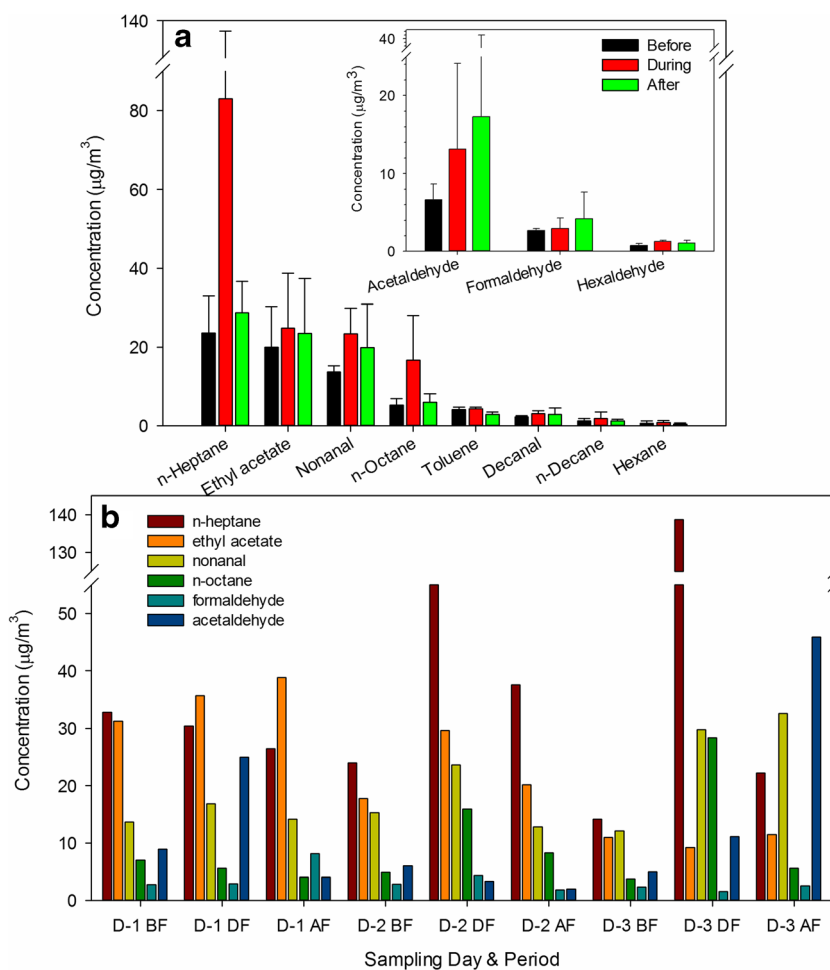 a
140
80
60
40
20
0
Concentration (μg/m³)
40
20
10
0
Concentration (μg/m³)
Before
During
After
Acetaldehyde
Formaldehyde
Hexaldehyde
n-Heptane
Ethyl acetate
Nonanal
n-Octane
Toluene
Decanal
n-Decane
Hexane
b
140
130
50
40
30
20
10
0
Concentration (μg/m³)
n-heptane
ethyl acetate
nonanal
n-octane
formaldehyde
acetaldehyde
D-1 BF D-1 DF D-1 AF D-2 BF D-2 DF D-2 AF D-3 BF D-3 DF D-3 AF
Sampling Day & Period